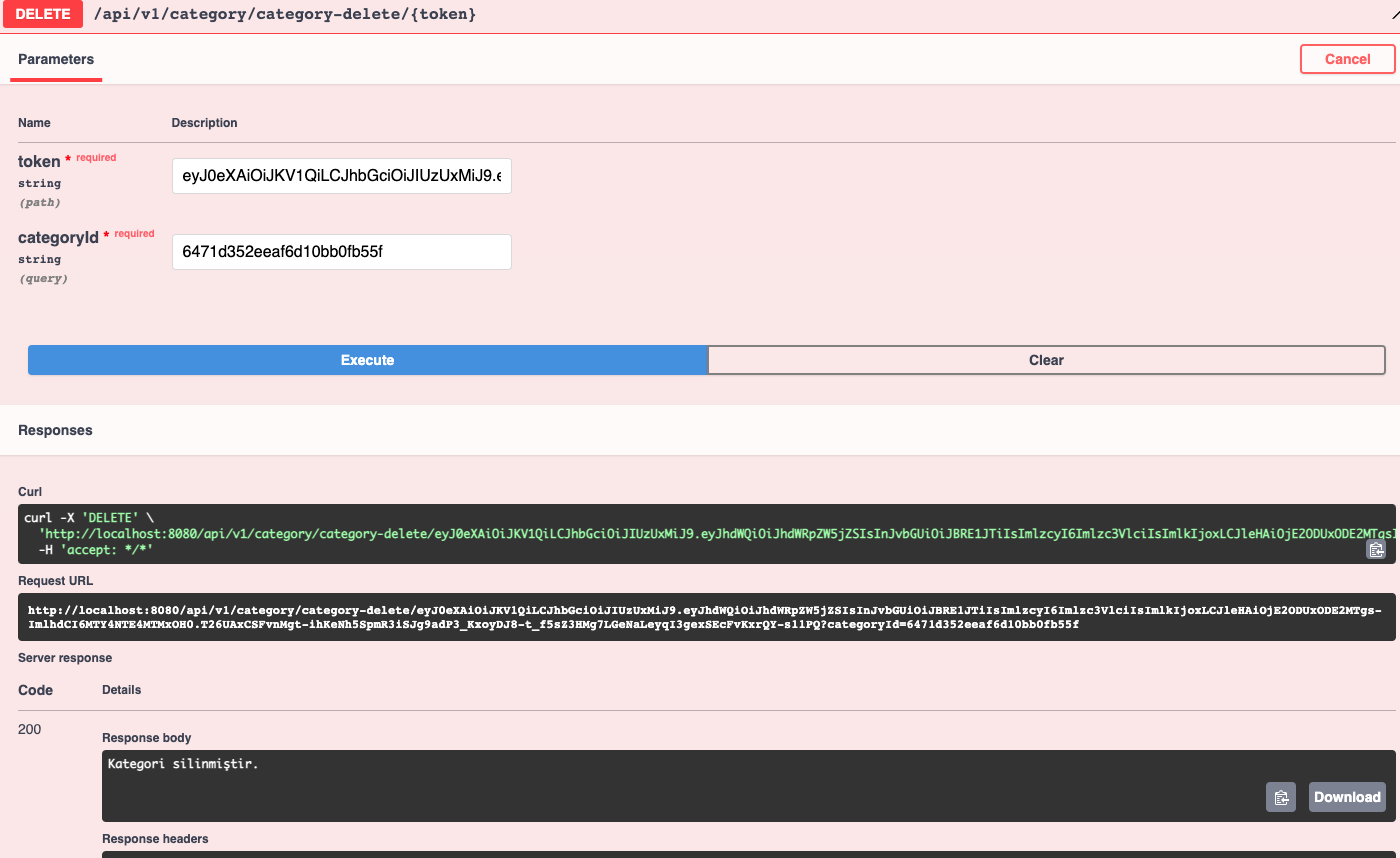 DELETE /api/v1/category/category-delete/{token}
Parameters
Cancel
Name Description
token * required
string
(path)
eyJ0eXAiOiJKV1QiLCJhbGciOiJIUzUxMiJ9.e
categoryId * required
string
(query)
6471d352eeaf6d10bb0fb55f
Execute Clear
Responses
Curl
curl -X 'DELETE' \
'http://localhost:8080/api/v1/category/category-delete/eyJ0eXAiOiJKV1QiLCJhbGciOiJIUzUxMiJ9.eyJhdWQiOiJhdWRpZW5jZSIsInJvbGUiOiJBRE1JTiIsImlzcyI6Imlzc3VlciIsImlkIjoxLCJleHAiOjE2ODUxODE2MTgsI
-H 'accept: */*'
Request URL
http://localhost:8080/api/v1/category/category-delete/eyJ0eXAiOiJKV1QiLCJhbGciOiJIUzUxMiJ9.eyJhdWQiOiJhdWRpZW5jZSIsInJvbGUiOiJBRE1JTiIsImlzcyI6Imlzc3VlciIsImlkIjoxLCJleHAiOjE2ODUxODE2MTgs-
ImlhdCI6MTY4NTE4MTMxOH0.T26UAxCSFvnMgt-ihKeNh5SpmR3iSJg9adP3_KxoyDJ8-t_f5sZ3HMg7LGeNaLeyqI3gexSEcFvKxrQY-s11PQ?categoryId=6471d352eeaf6d10bb0fb55f
Server response
Code Details
200
Response body
Kategori silinmiştir.
Download
Response headers